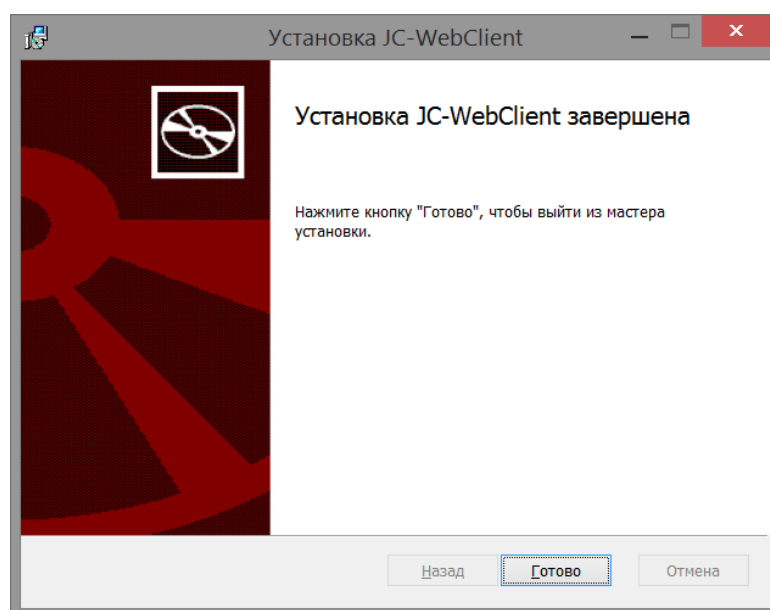 Установка JC-WebClient
Установка JC-WebClient завершена
Нажмите кнопку "Готово", чтобы выйти из мастера
установки.
Назад Готово Отмена